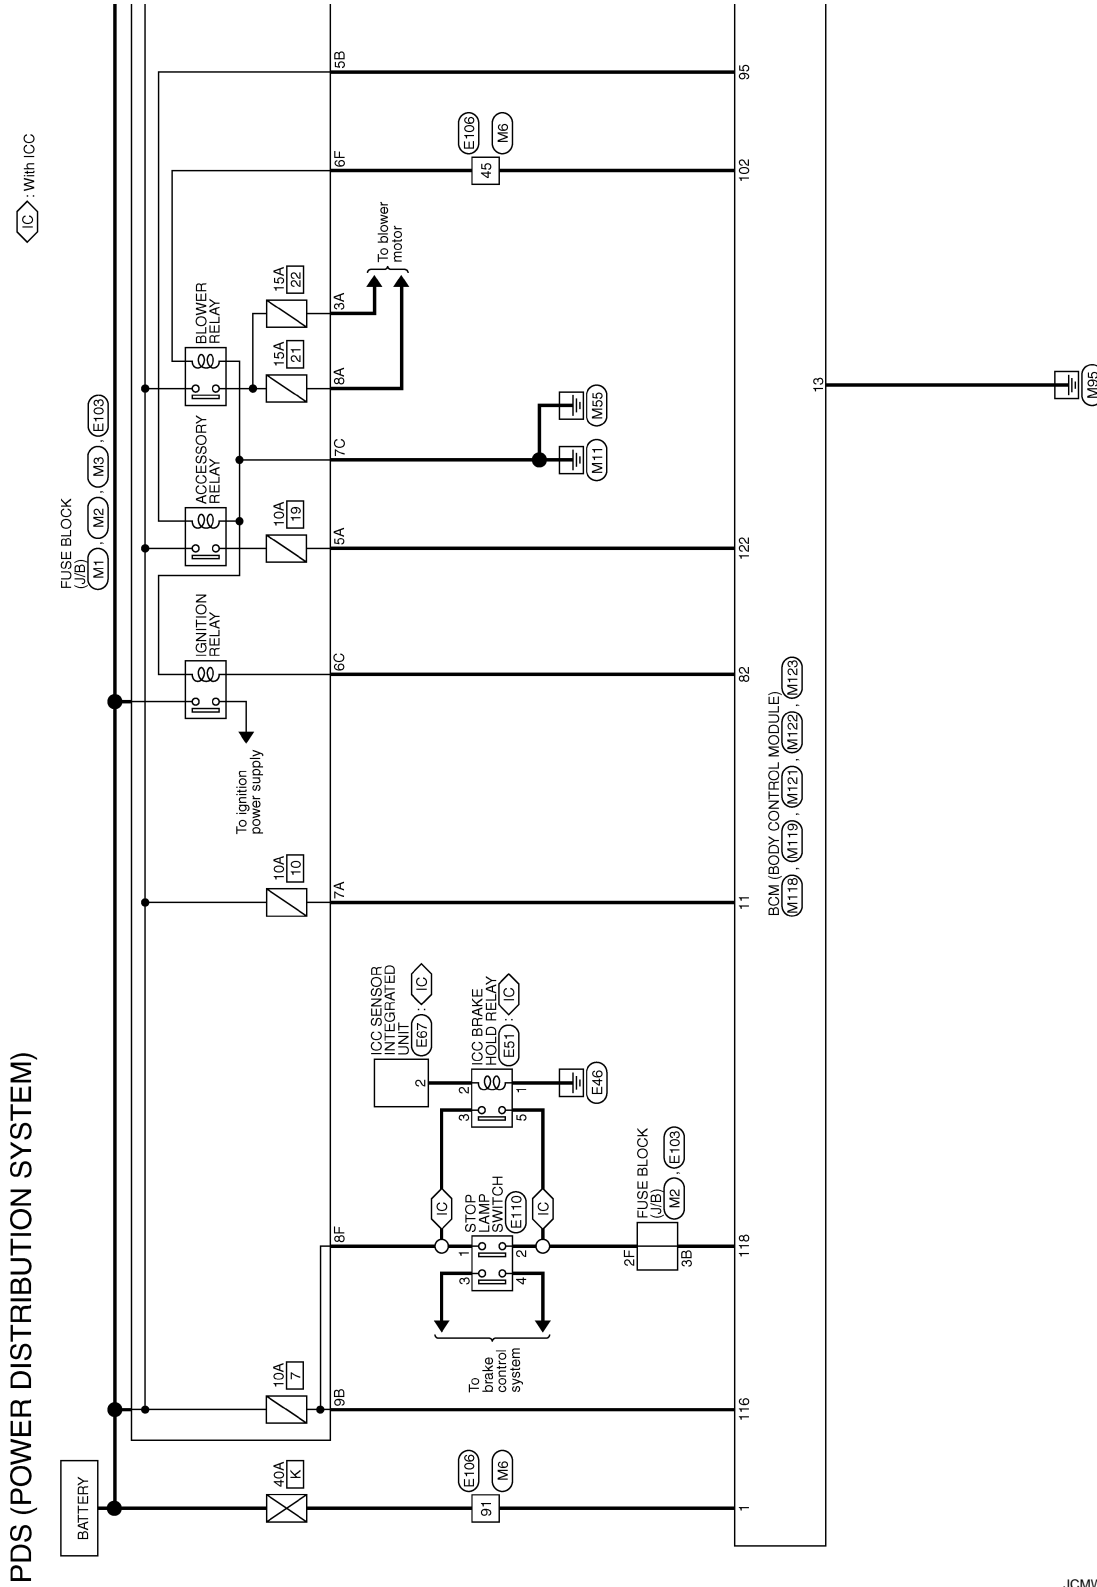 PDS (POWER DISTRIBUTION SYSTEM)
IC : With ICC
BATTERY
FUSE BLOCK
(J/B)
M1 , M2 , M3 , E103
40A
K
10A
7
10A
10
IGNITION
RELAY
To ignition
power supply
ACCESSORY
RELAY
10A
19
BLOWER
RELAY
15A
21
15A
22
9B
8F
7A
6C
5A
7C
8A
3A
6F
5B
To blower
motor
91
E106
M6
45
E106
M6
M11
M55
To
brake
control
system
3
4
1
2
STOP
LAMP
SWITCH
E110
IC
IC
3
5
2
1
ICC BRAKE
HOLD RELAY
E51 : IC
ICC SENSOR
INTEGRATED
UNIT
E67 : IC
2
E46
2F
3B
FUSE BLOCK
(J/B)
M2 , E103
1
116
118
11
82
122
102
95
BCM (BODY CONTROL MODULE)
M118 , M119 , M121 , M122 , M123
13
M95
JCMW